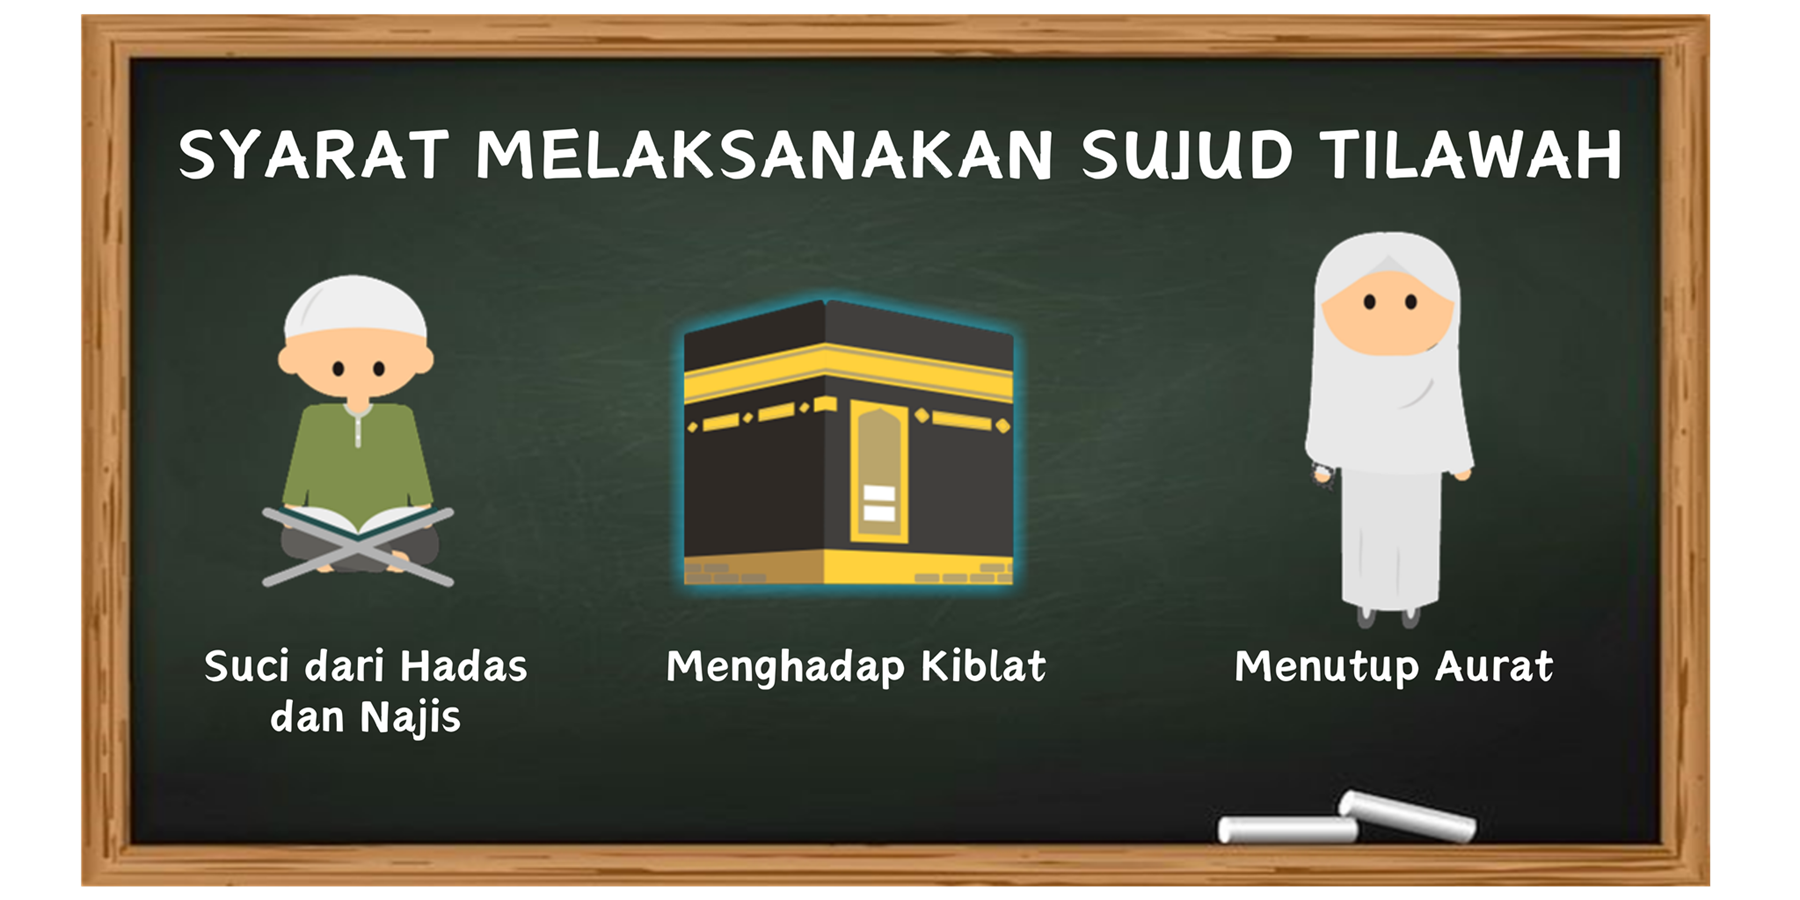 SYARAT MELAKSANAKAN SUJUD TILAWAH
Suci dari Hadas
dan Najis
Menghadap Kiblat
Menutup Aurat